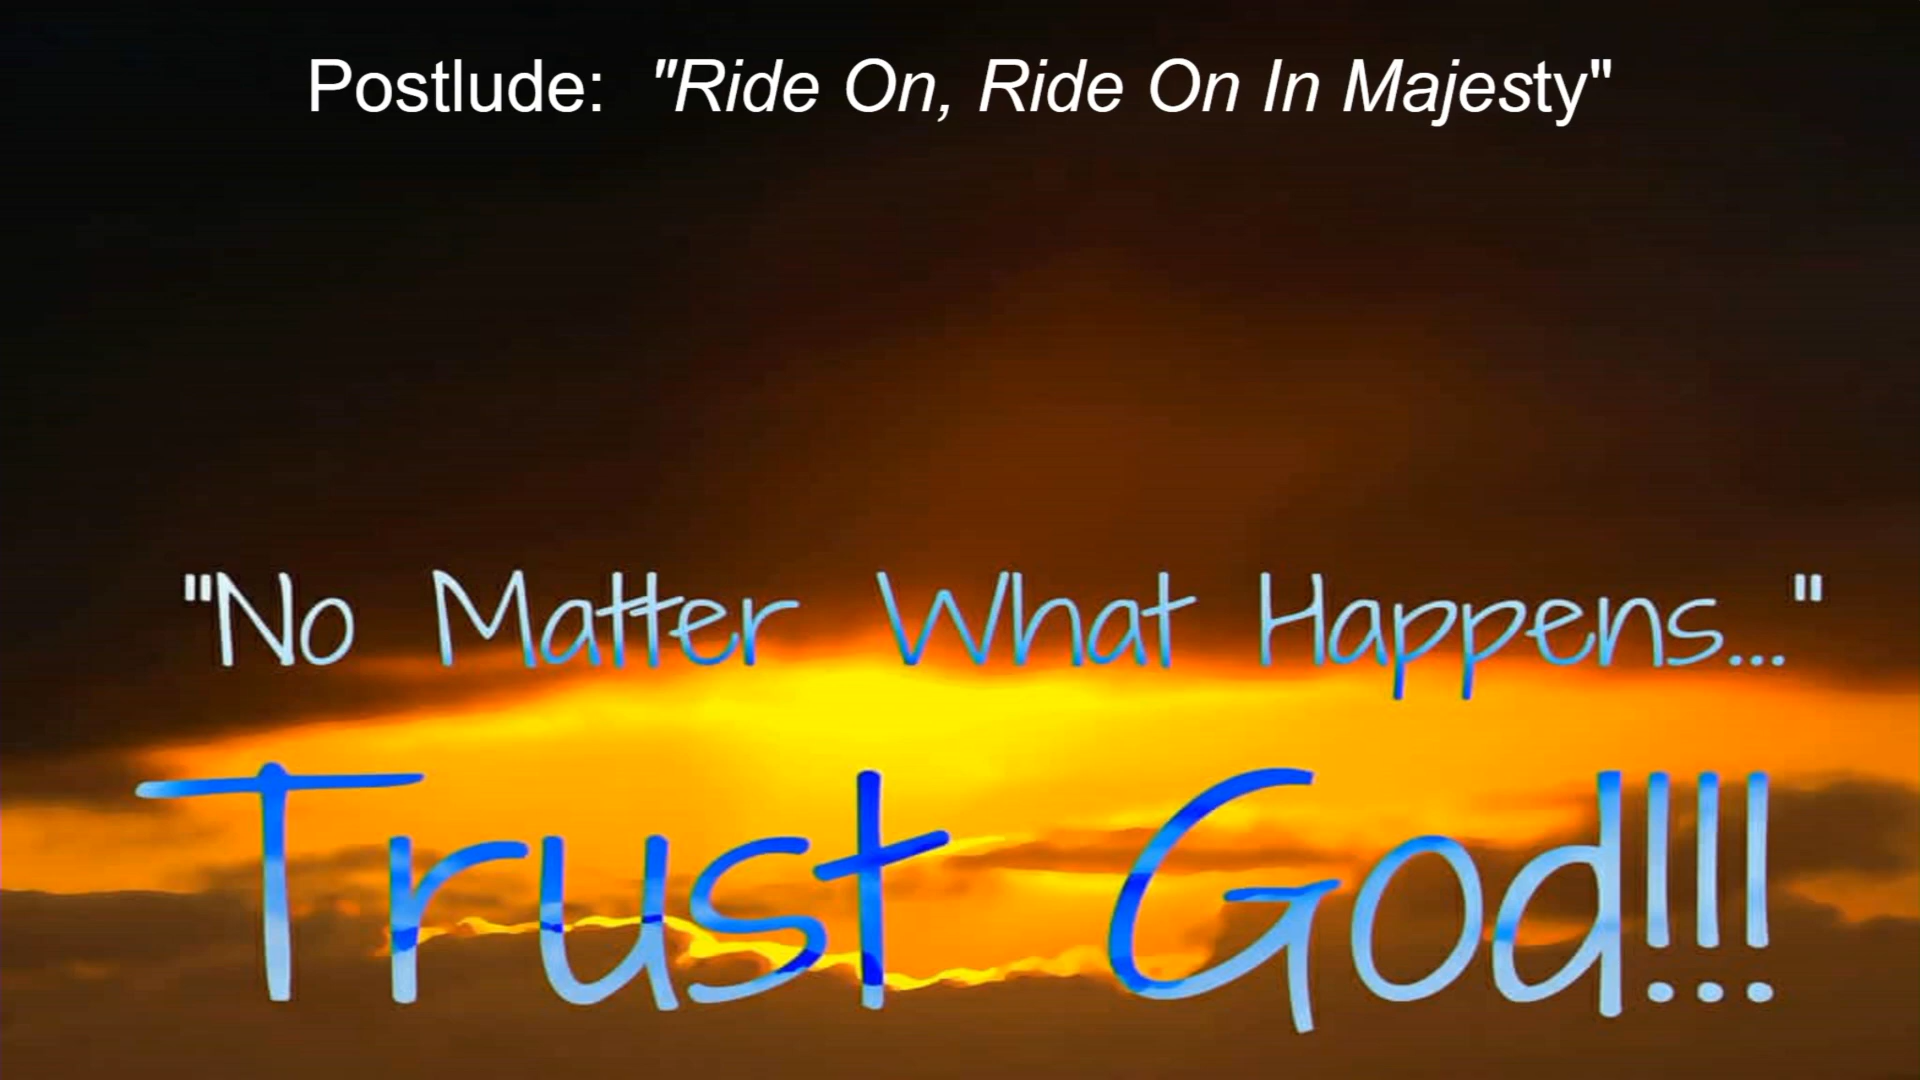 Postlude: "Ride On, Ride On In Majesty"
"No Matter What Happens..."
Trust God!!!